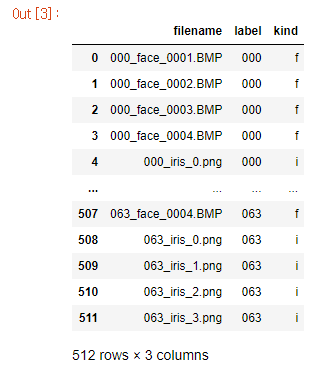 Out [3] :
filename label kind
0 000_face_0001.BMP 000 f
1 000_face_0002.BMP 000 f
2 000_face_0003.BMP 000 f
3 000_face_0004.BMP 000 f
4 000_iris_0.png 000 i
... ... ... ...
507 063_face_0004.BMP 063 f
508 063_iris_0.png 063 i
509 063_iris_1.png 063 i
510 063_iris_2.png 063 i
511 063_iris_3.png 063 i
512 rows × 3 columns